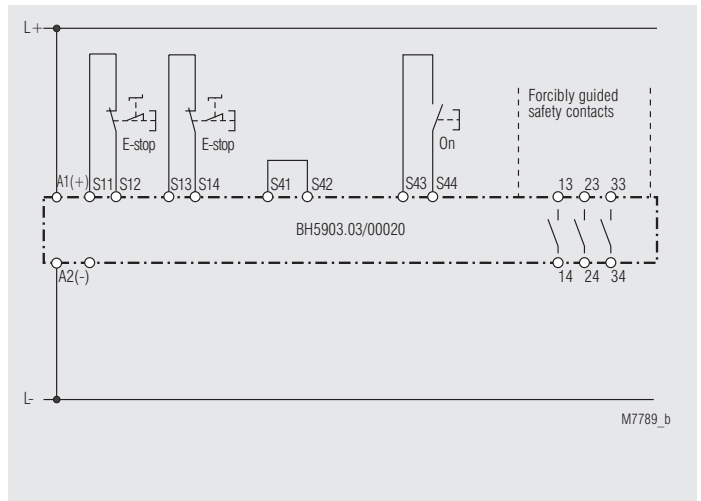 L+
Forcibly guided
safety contacts
E-stop
E-stop
On
A1(+) S11 S12 S13 S14 S41 S42 S43 S44 13 23 33
BH5903.03/00020
A2(-) 14 24 34
L-
M7789_b